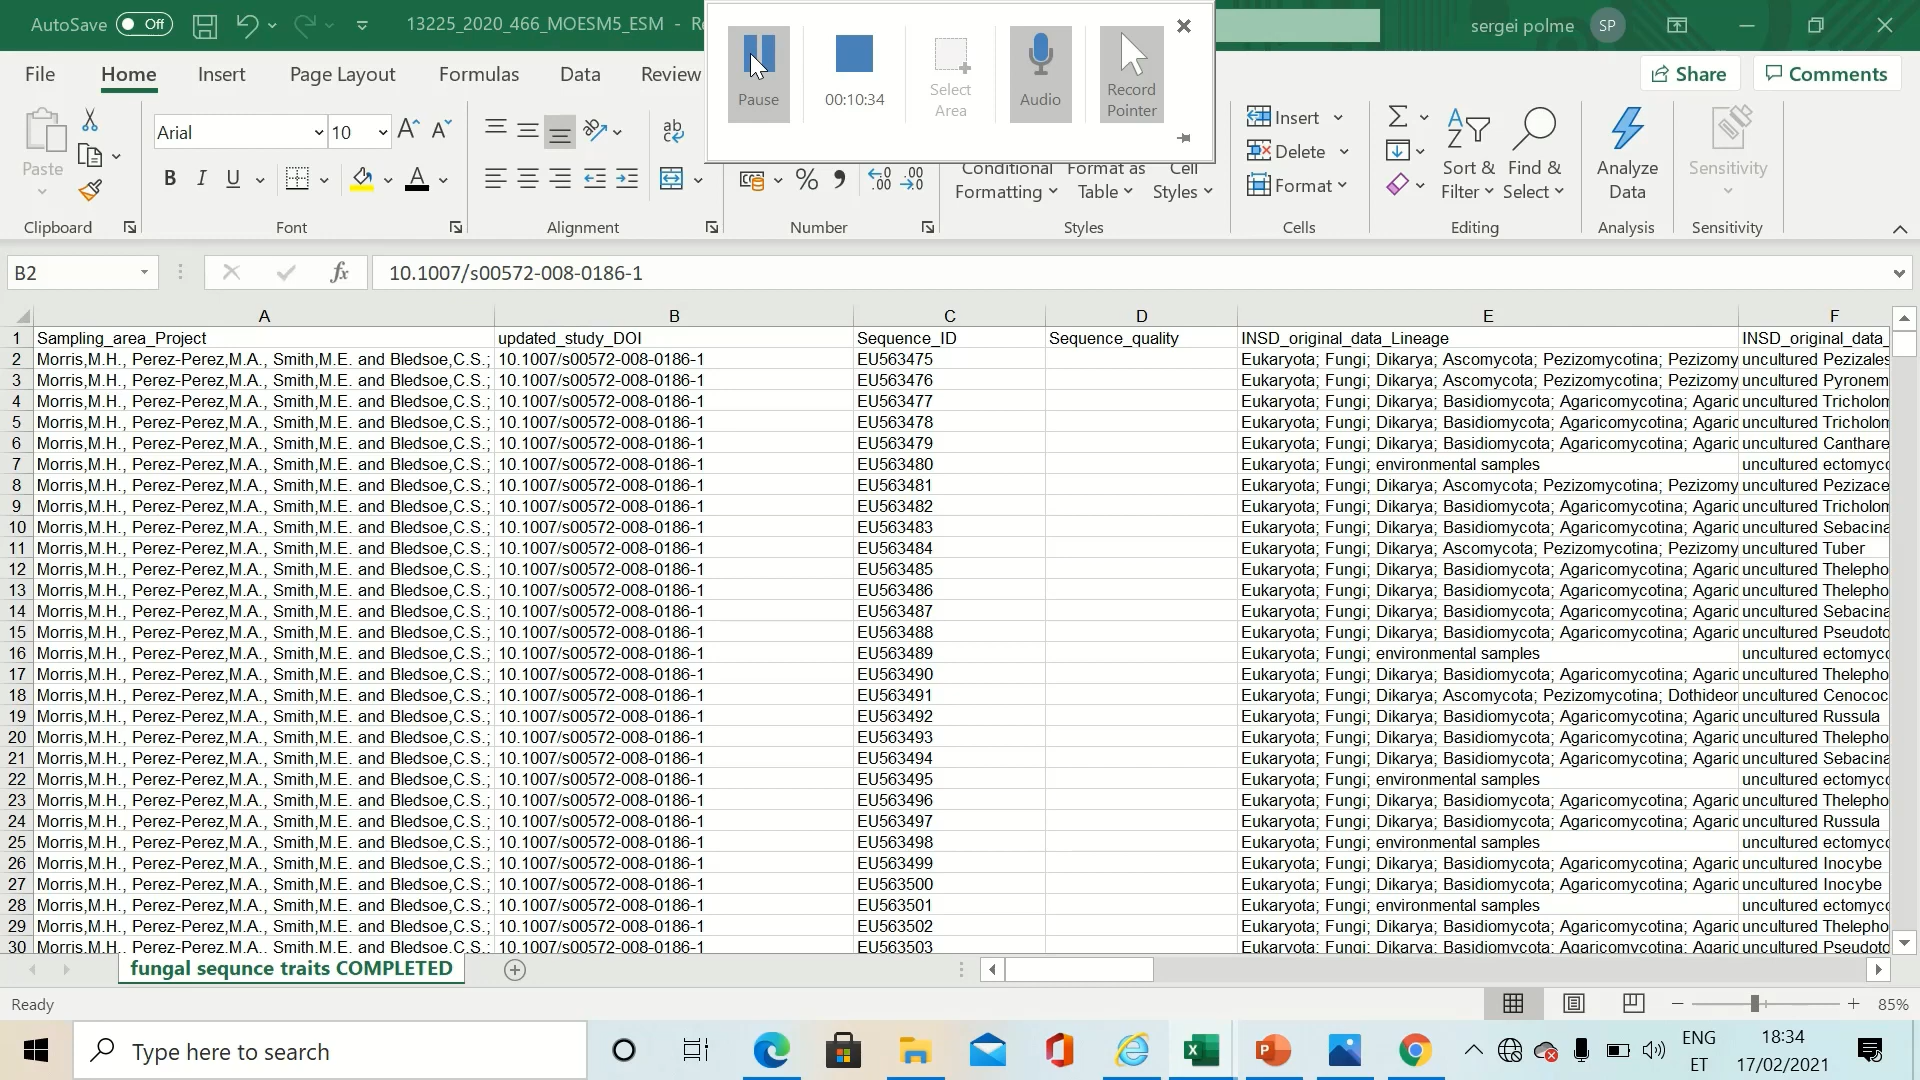 AutoSave Off 13225_2020_466_MOESM5_ESM - Re sergei polme SP
Pause 00:10:34 Select Area Audio Record Pointer
File Home Insert Page Layout Formulas Data Review Share Comments
Paste Arial 10 Insert Delete Format
B I U Conditional Formatting Format as Table Cell Styles Sort & Filter Find & Select Analyze Data Sensitivity
Clipboard Font Alignment Number Styles Cells Editing Analysis Sensitivity
B2 fx 10.1007/s00572-008-0186-1
A B C D E F
1 Sampling_area_Project updated_study_DOI Sequence_ID Sequence_quality INSD_original_data_Lineage INSD_original_data_
2 Morris,M.H., Perez-Perez,M.A., Smith,M.E. and Bledsoe,C.S.; 10.1007/s00572-008-0186-1 EU563475 Eukaryota; Fungi; Dikarya; Ascomycota; Pezizomycotina; Pezizomy uncultured Pezizales
3 Morris,M.H., Perez-Perez,M.A., Smith,M.E. and Bledsoe,C.S.; 10.1007/s00572-008-0186-1 EU563476 Eukaryota; Fungi; Dikarya; Ascomycota; Pezizomycotina; Pezizomy uncultured Pyronem
4 Morris,M.H., Perez-Perez,M.A., Smith,M.E. and Bledsoe,C.S.; 10.1007/s00572-008-0186-1 EU563477 Eukaryota; Fungi; Dikarya; Basidiomycota; Agaricomycotina; Agaric uncultured Tricholom
5 Morris,M.H., Perez-Perez,M.A., Smith,M.E. and Bledsoe,C.S.; 10.1007/s00572-008-0186-1 EU563478 Eukaryota; Fungi; Dikarya; Basidiomycota; Agaricomycotina; Agaric uncultured Tricholom
6 Morris,M.H., Perez-Perez,M.A., Smith,M.E. and Bledsoe,C.S.; 10.1007/s00572-008-0186-1 EU563479 Eukaryota; Fungi; Dikarya; Basidiomycota; Agaricomycotina; Agaric uncultured Canthare
7 Morris,M.H., Perez-Perez,M.A., Smith,M.E. and Bledsoe,C.S.; 10.1007/s00572-008-0186-1 EU563480 Eukaryota; Fungi; environmental samples uncultured ectomyco
8 Morris,M.H., Perez-Perez,M.A., Smith,M.E. and Bledsoe,C.S.; 10.1007/s00572-008-0186-1 EU563481 Eukaryota; Fungi; Dikarya; Ascomycota; Pezizomycotina; Pezizomy uncultured Pezizace
9 Morris,M.H., Perez-Perez,M.A., Smith,M.E. and Bledsoe,C.S.; 10.1007/s00572-008-0186-1 EU563482 Eukaryota; Fungi; Dikarya; Basidiomycota; Agaricomycotina; Agaric uncultured Tricholom
10 Morris,M.H., Perez-Perez,M.A., Smith,M.E. and Bledsoe,C.S.; 10.1007/s00572-008-0186-1 EU563483 Eukaryota; Fungi; Dikarya; Basidiomycota; Agaricomycotina; Agaric uncultured Sebacina
11 Morris,M.H., Perez-Perez,M.A., Smith,M.E. and Bledsoe,C.S.; 10.1007/s00572-008-0186-1 EU563484 Eukaryota; Fungi; Dikarya; Ascomycota; Pezizomycotina; Pezizomy uncultured Tuber
12 Morris,M.H., Perez-Perez,M.A., Smith,M.E. and Bledsoe,C.S.; 10.1007/s00572-008-0186-1 EU563485 Eukaryota; Fungi; Dikarya; Basidiomycota; Agaricomycotina; Agaric uncultured Thelepho
13 Morris,M.H., Perez-Perez,M.A., Smith,M.E. and Bledsoe,C.S.; 10.1007/s00572-008-0186-1 EU563486 Eukaryota; Fungi; Dikarya; Basidiomycota; Agaricomycotina; Agaric uncultured Thelepho
14 Morris,M.H., Perez-Perez,M.A., Smith,M.E. and Bledsoe,C.S.; 10.1007/s00572-008-0186-1 EU563487 Eukaryota; Fungi; Dikarya; Basidiomycota; Agaricomycotina; Agaric uncultured Sebacina
15 Morris,M.H., Perez-Perez,M.A., Smith,M.E. and Bledsoe,C.S.; 10.1007/s00572-008-0186-1 EU563488 Eukaryota; Fungi; Dikarya; Basidiomycota; Agaricomycotina; Agaric uncultured Pseudoto
16 Morris,M.H., Perez-Perez,M.A., Smith,M.E. and Bledsoe,C.S.; 10.1007/s00572-008-0186-1 EU563489 Eukaryota; Fungi; environmental samples uncultured ectomyco
17 Morris,M.H., Perez-Perez,M.A., Smith,M.E. and Bledsoe,C.S.; 10.1007/s00572-008-0186-1 EU563490 Eukaryota; Fungi; Dikarya; Basidiomycota; Agaricomycotina; Agaric uncultured Thelepho
18 Morris,M.H., Perez-Perez,M.A., Smith,M.E. and Bledsoe,C.S.; 10.1007/s00572-008-0186-1 EU563491 Eukaryota; Fungi; Dikarya; Ascomycota; Pezizomycotina; Dothideor uncultured Cenococ
19 Morris,M.H., Perez-Perez,M.A., Smith,M.E. and Bledsoe,C.S.; 10.1007/s00572-008-0186-1 EU563492 Eukaryota; Fungi; Dikarya; Basidiomycota; Agaricomycotina; Agaric uncultured Russula
20 Morris,M.H., Perez-Perez,M.A., Smith,M.E. and Bledsoe,C.S.; 10.1007/s00572-008-0186-1 EU563493 Eukaryota; Fungi; Dikarya; Basidiomycota; Agaricomycotina; Agaric uncultured Thelepho
21 Morris,M.H., Perez-Perez,M.A., Smith,M.E. and Bledsoe,C.S.; 10.1007/s00572-008-0186-1 EU563494 Eukaryota; Fungi; Dikarya; Basidiomycota; Agaricomycotina; Agaric uncultured Sebacina
22 Morris,M.H., Perez-Perez,M.A., Smith,M.E. and Bledsoe,C.S.; 10.1007/s00572-008-0186-1 EU563495 Eukaryota; Fungi; environmental samples uncultured ectomyco
23 Morris,M.H., Perez-Perez,M.A., Smith,M.E. and Bledsoe,C.S.; 10.1007/s00572-008-0186-1 EU563496 Eukaryota; Fungi; Dikarya; Basidiomycota; Agaricomycotina; Agaric uncultured Thelepho
24 Morris,M.H., Perez-Perez,M.A., Smith,M.E. and Bledsoe,C.S.; 10.1007/s00572-008-0186-1 EU563497 Eukaryota; Fungi; Dikarya; Basidiomycota; Agaricomycotina; Agaric uncultured Russula
25 Morris,M.H., Perez-Perez,M.A., Smith,M.E. and Bledsoe,C.S.; 10.1007/s00572-008-0186-1 EU563498 Eukaryota; Fungi; environmental samples uncultured ectomyco
26 Morris,M.H., Perez-Perez,M.A., Smith,M.E. and Bledsoe,C.S.; 10.1007/s00572-008-0186-1 EU563499 Eukaryota; Fungi; Dikarya; Basidiomycota; Agaricomycotina; Agaric uncultured Inocybe
27 Morris,M.H., Perez-Perez,M.A., Smith,M.E. and Bledsoe,C.S.; 10.1007/s00572-008-0186-1 EU563500 Eukaryota; Fungi; Dikarya; Basidiomycota; Agaricomycotina; Agaric uncultured Inocybe
28 Morris,M.H., Perez-Perez,M.A., Smith,M.E. and Bledsoe,C.S.; 10.1007/s00572-008-0186-1 EU563501 Eukaryota; Fungi; environmental samples uncultured ectomyco
29 Morris,M.H., Perez-Perez,M.A., Smith,M.E. and Bledsoe,C.S.; 10.1007/s00572-008-0186-1 EU563502 Eukaryota; Fungi; Dikarya; Basidiomycota; Agaricomycotina; Agaric uncultured Thelepho
30 Morris,M.H., Perez-Perez,M.A., Smith,M.E. and Bledsoe,C.S.; 10.1007/s00572-008-0186-1 EU563503 Eukaryota; Fungi; Dikarya; Basidiomycota; Agaricomycotina; Agaric uncultured Pseudoto
fungal sequnce traits COMPLETED
Ready 85%
Type here to search ENG 18:34
ET 17/02/2021